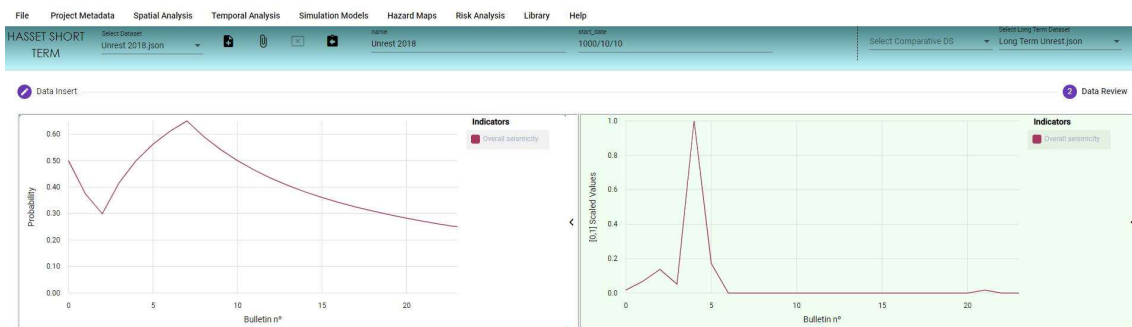 File Project Metadata Spatial Analysis Temporal Analysis Simulation Models Hazard Maps Risk Analysis Library Help
HASSET SHORT TERM
Select Dataset
Unrest 2018.json
name
Unrest 2018
start_date
1000/10/10
Select Comparative DS
Select Long Term Dataset
Long Term Unrest.json
Data Insert
2 Data Review
Probability
0.60
0.50
0.40
0.30
0.20
0.10
0 5 10 15 20
Bulletin nº
Indicators
Overall seismicity
[0,1] Scaled Values
1.0
0.8
0.6
0.4
0.2
0.0
0 5 10 15 20
Bulletin nº
Indicators
Overall seismicity